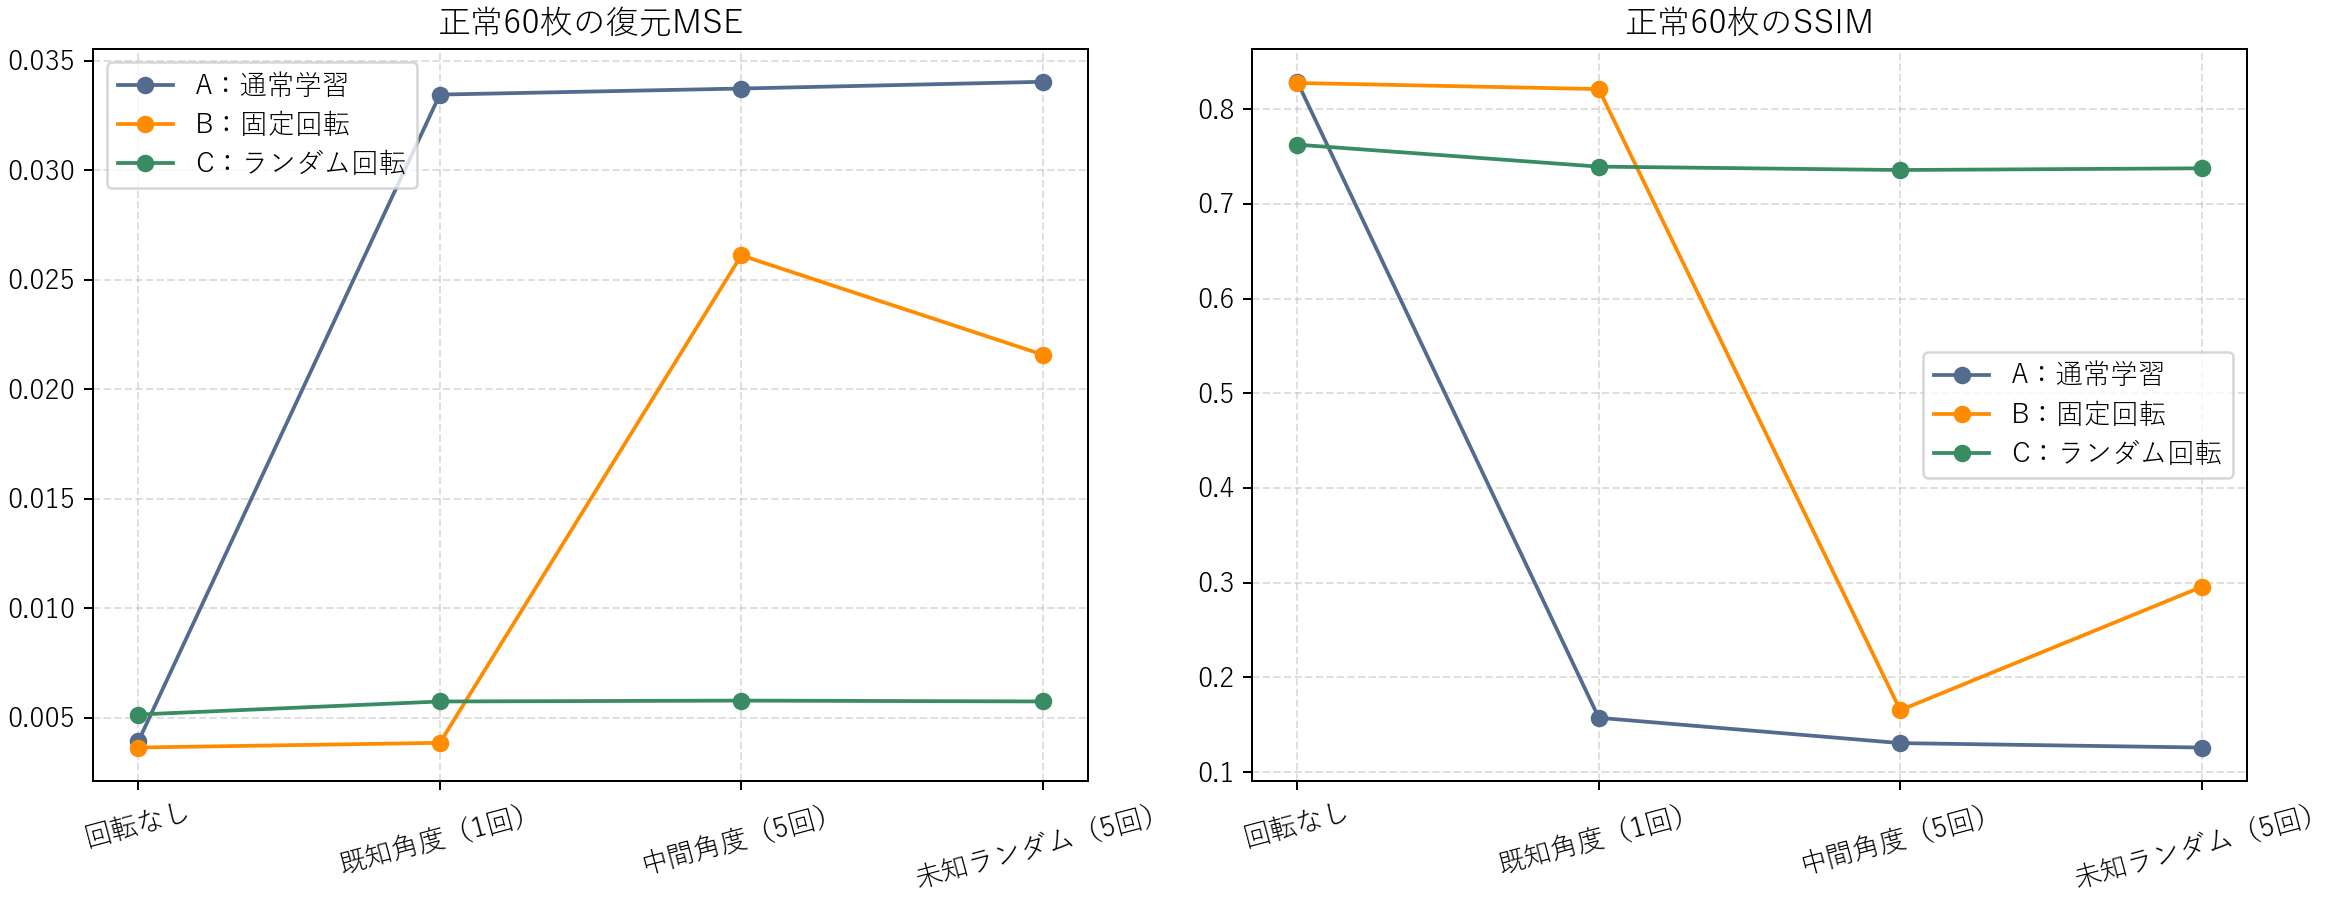 正常60枚の復元MSE
0.035
0.030
0.025
0.020
0.015
0.010
0.005
A：通常学習
B：固定回転
C：ランダム回転
回転なし
既知角度（1回）
中間角度（5回）
未知ランダム（5回）
正常60枚のSSIM
0.8
0.7
0.6
0.5
0.4
0.3
0.2
0.1
A：通常学習
B：固定回転
C：ランダム回転
回転なし
既知角度（1回）
中間角度（5回）
未知ランダム（5回）